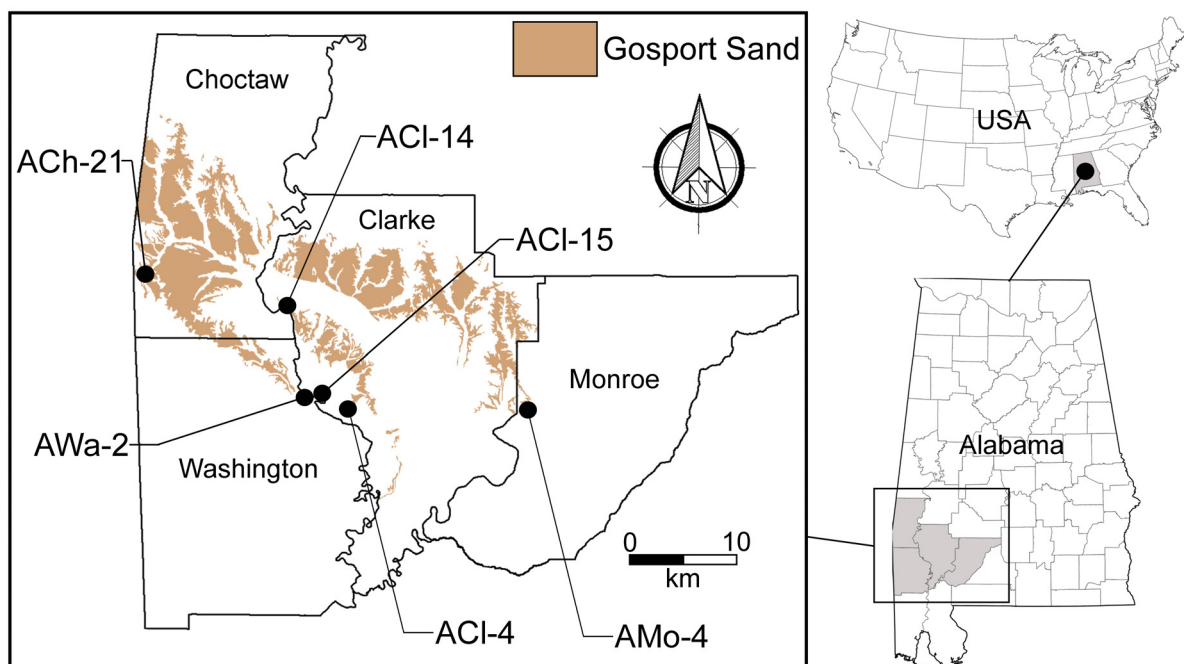 Gosport Sand
Choctaw
ACl-14
ACh-21
USA
N
Clarke
ACl-15
Monroe
AWa-2
Washington
0 10
km
ACl-4
AMo-4
Alabama